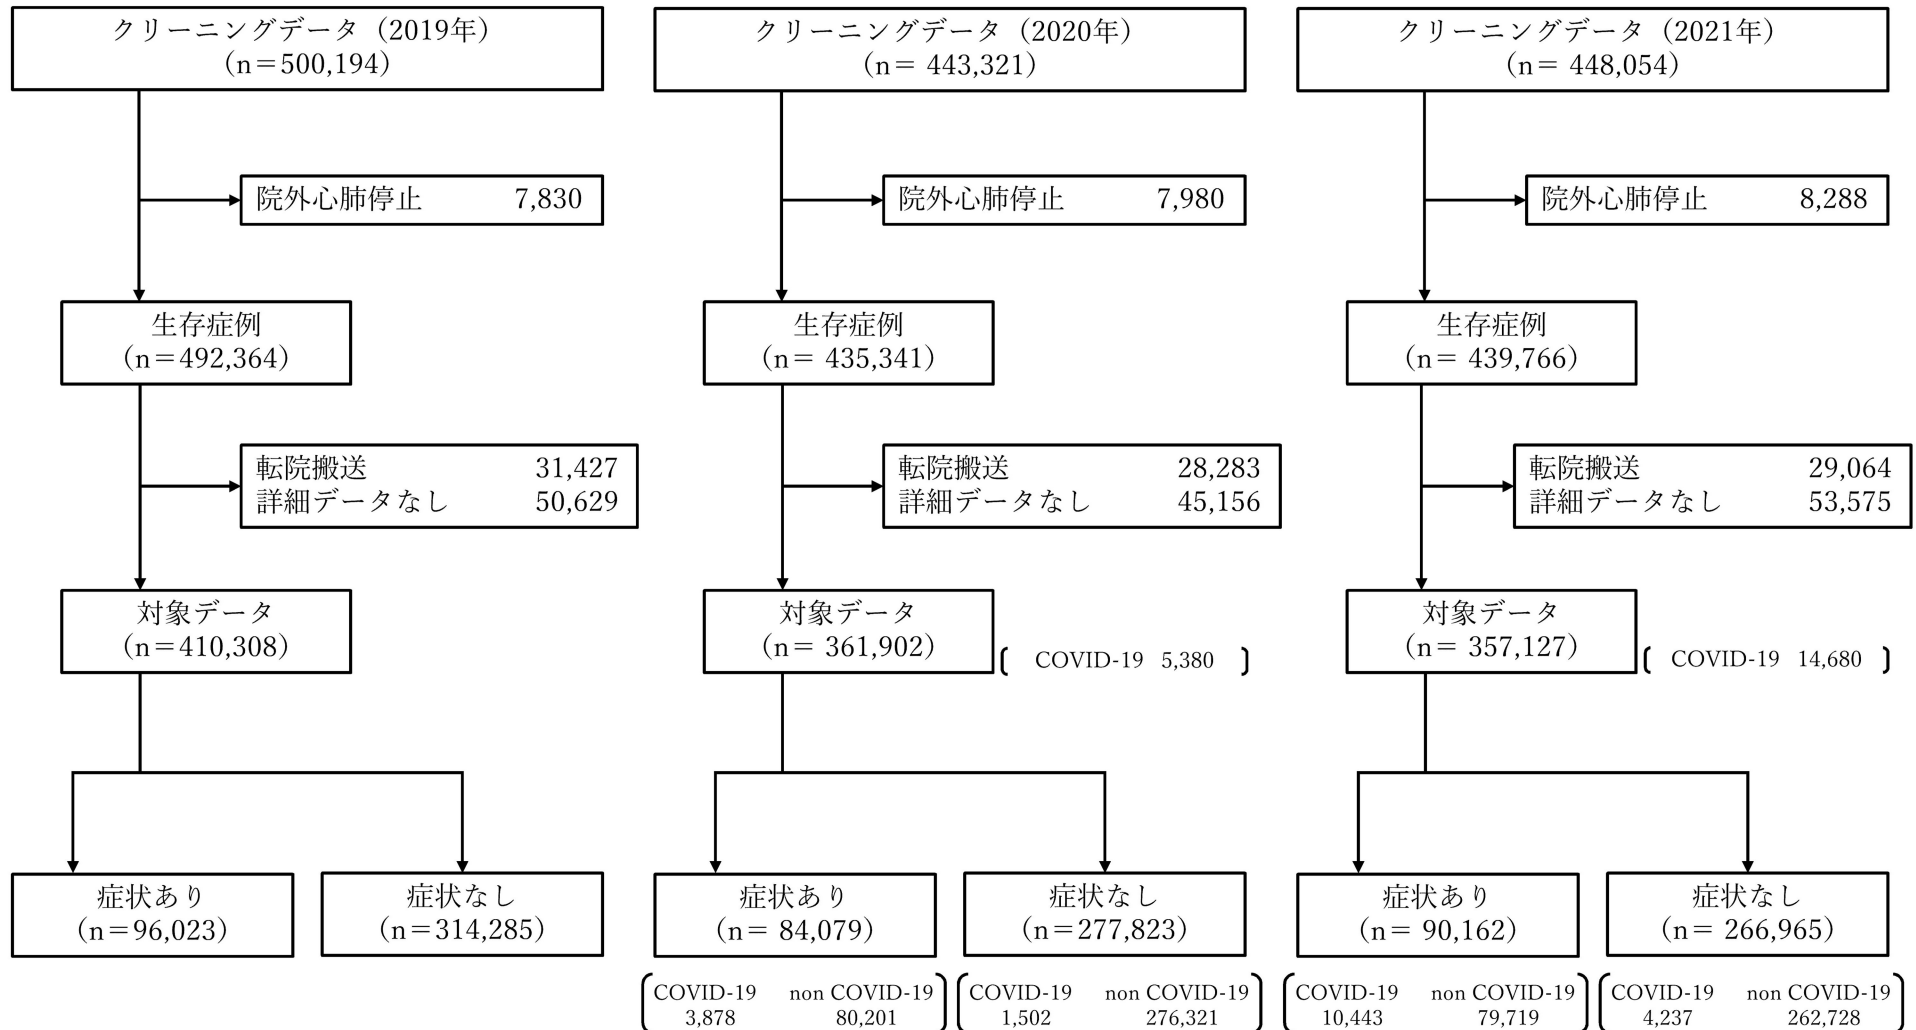 クリーニングデータ（2019年）
（n＝500,194）
院外心肺停止 7,830
生存症例
（n＝492,364）
転院搬送 31,427
詳細データなし 50,629
対象データ
（n＝410,308）
症状あり
（n＝96,023）
症状なし
（n＝314,285）
クリーニングデータ（2020年）
（n＝ 443,321）
院外心肺停止 7,980
生存症例
（n＝ 435,341）
転院搬送 28,283
詳細データなし 45,156
対象データ
（n＝ 361,902）
COVID-19 5,380
症状あり
（n＝ 84,079）
COVID-19 non COVID-19
3,878 80,201
症状なし
（n＝277,823）
COVID-19 non COVID-19
1,502 276,321
クリーニングデータ（2021年）
（n＝ 448,054）
院外心肺停止 8,288
生存症例
（n＝ 439,766）
転院搬送 29,064
詳細データなし 53,575
対象データ
（n＝ 357,127）
COVID-19 14,680
症状あり
（n＝ 90,162）
COVID-19 non COVID-19
10,443 79,719
症状なし
（n＝ 266,965）
COVID-19 non COVID-19
4,237 262,728